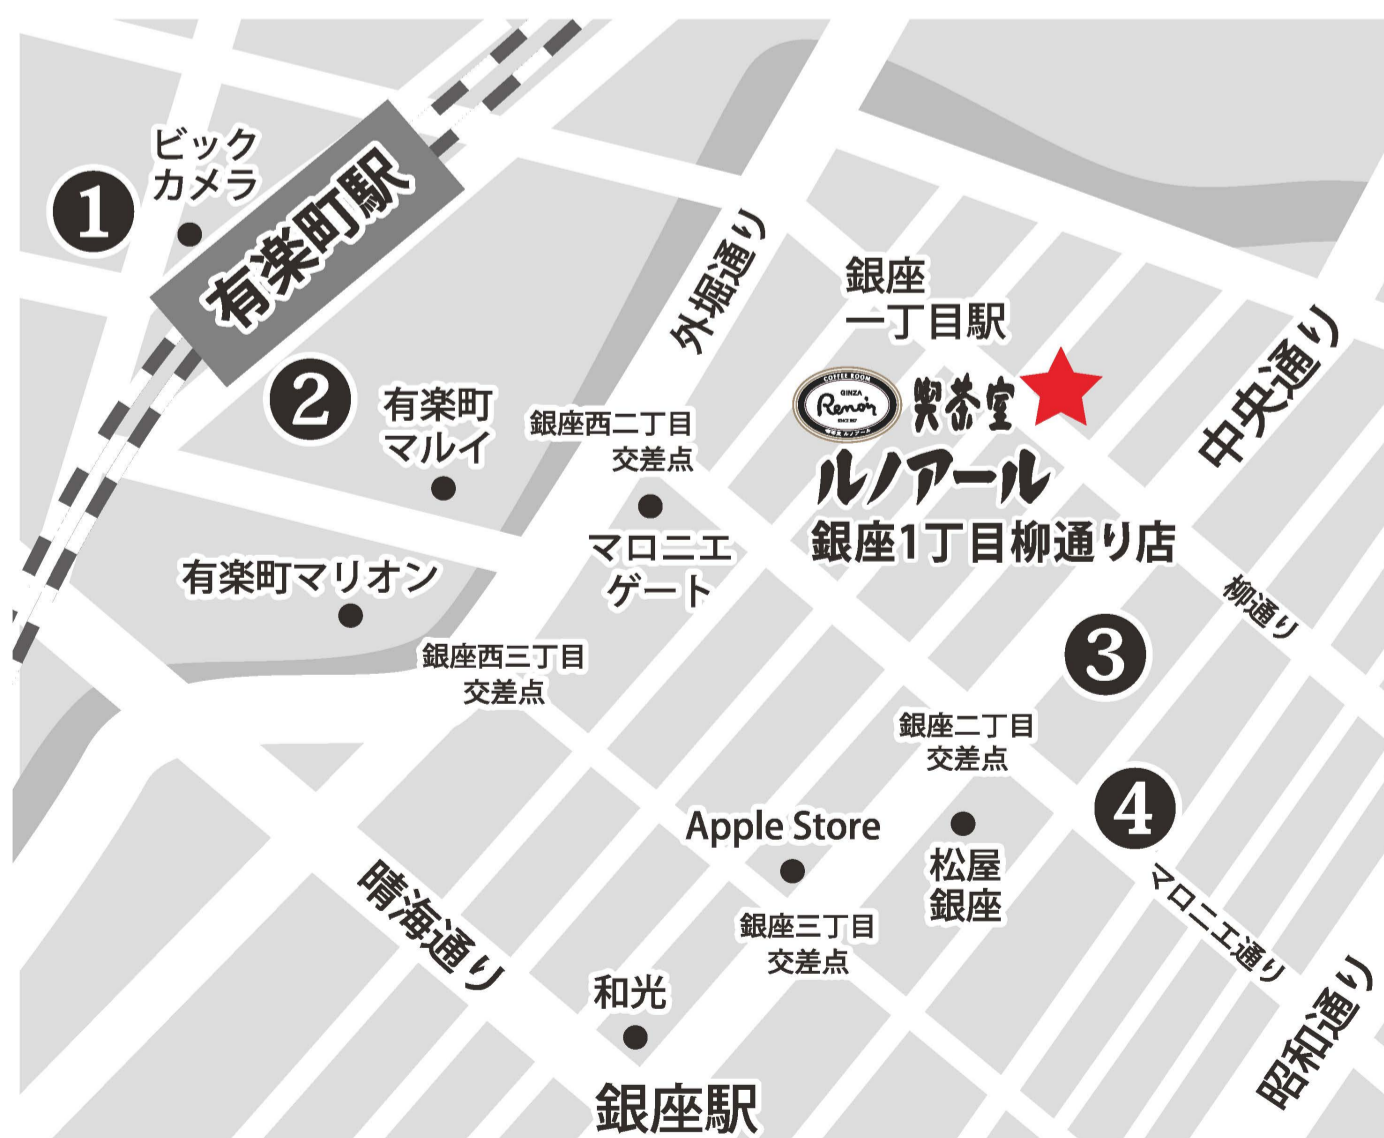 ビック
カメラ
1
有楽町駅
外堀通り
銀座
一丁目駅
中央通り
2
有楽町
マルイ
銀座西二丁目
交差点
COFFEE ROOM
GINZA
Renoir
喫茶室
ルノアール
銀座1丁目柳通り店
マロニエ
ゲート
有楽町マリオン
柳通り
3
銀座西三丁目
交差点
銀座二丁目
交差点
4
Apple Store
松屋
銀座
マロニエ通り
晴海通り
銀座三丁目
交差点
和光
昭和通り
銀座駅